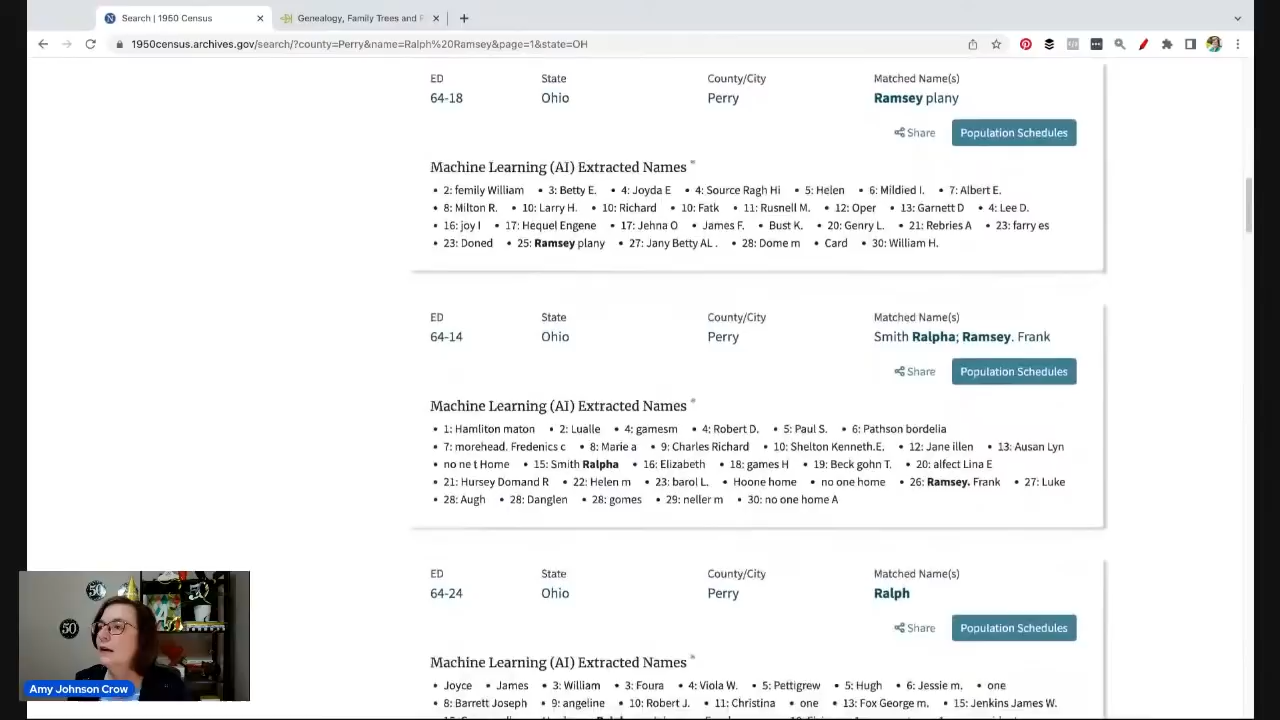 Search | 1950 Census
Genealogy, Family Trees and
1950census.archives.gov/search/?county=Perry&name=Ralph%20Ramsey&page=1&state=OH
ED State County/City Matched Name(s)
64-18 Ohio Perry Ramsey plany
Share Population Schedules
Machine Learning (AI) Extracted Names *
• 2: femily William • 3: Betty E. • 4: Joyda E • 4: Source Ragh Hi • 5: Helen • 6: Mildied I. • 7: Albert E.
• 8: Milton R. • 10: Larry H. • 10: Richard • 10: Fatk • 11: Rusnell M. • 12: Oper • 13: Garnett D • 4: Lee D.
• 16: joy I • 17: Hequel Engene • 17: Jehna O • James F. • Bust K. • 20: Genry L. • 21: Rebries A • 23: farry es
• 23: Doned • 25: Ramsey plany • 27: Jany Betty AL . • 28: Dome m • Card • 30: William H.
ED State County/City Matched Name(s)
64-14 Ohio Perry Smith Ralpha; Ramsey. Frank
Share Population Schedules
Machine Learning (AI) Extracted Names *
• 1: Hamliton maton • 2: Lualle • 4: gamesm • 4: Robert D. • 5: Paul S. • 6: Pathson bordelia
• 7: morehead. Fredenics c • 8: Marie a • 9: Charles Richard • 10: Shelton Kenneth.E. • 12: Jane illen • 13: Ausan Lyn
no ne t Home • 15: Smith Ralpha • 16: Elizabeth • 18: games H • 19: Beck gohn T. • 20: alfect Lina E
• 21: Hursey Domand R • 22: Helen m • 23: barol L. • Hoone home • no one home • 26: Ramsey. Frank • 27: Luke
• 28: Augh • 28: Danglen • 28: gomes • 29: neller m • 30: no one home A
ED State County/City Matched Name(s)
64-24 Ohio Perry Ralph
Share Population Schedules
Machine Learning (AI) Extracted Names *
• Joyce • James • 3: William • 3: Foura • 4: Viola W. • 5: Pettigrew • 5: Hugh • 6: Jessie m. • one
• 8: Barrett Joseph • 9: angeline • 10: Robert J. • 11: Christina • one • 13: Fox George m. • 15: Jenkins James W.
50
50
Amy Johnson Crow